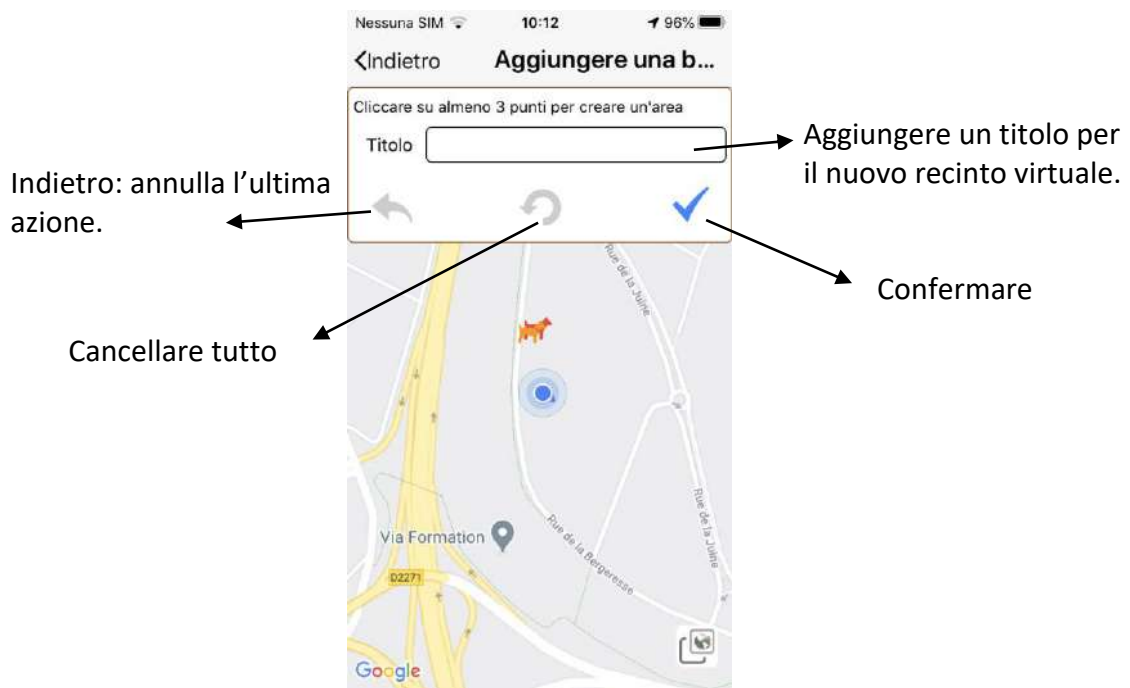 Nessuna SIM 10:12 96%
Indietro Aggiungere una b...
Cliccare su almeno 3 punti per creare un'area
Titolo
Aggiungere un titolo per
il nuovo recinto virtuale.
Indietro: annulla l’ultima
azione.
Confermare
Cancellare tutto
Rue de la Juine
Rue de la Juine
Via Formation
Rue de la Bergeresse
D2271
Google